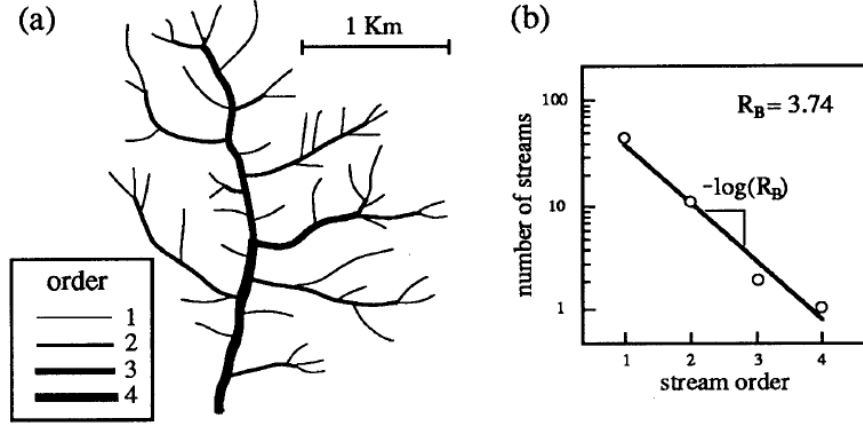 (a)
1 Km
order
1
2
3
4
(b)
number of streams
100
10
1
R_B = 3.74
-log(R_B)
1 2 3 4
stream order